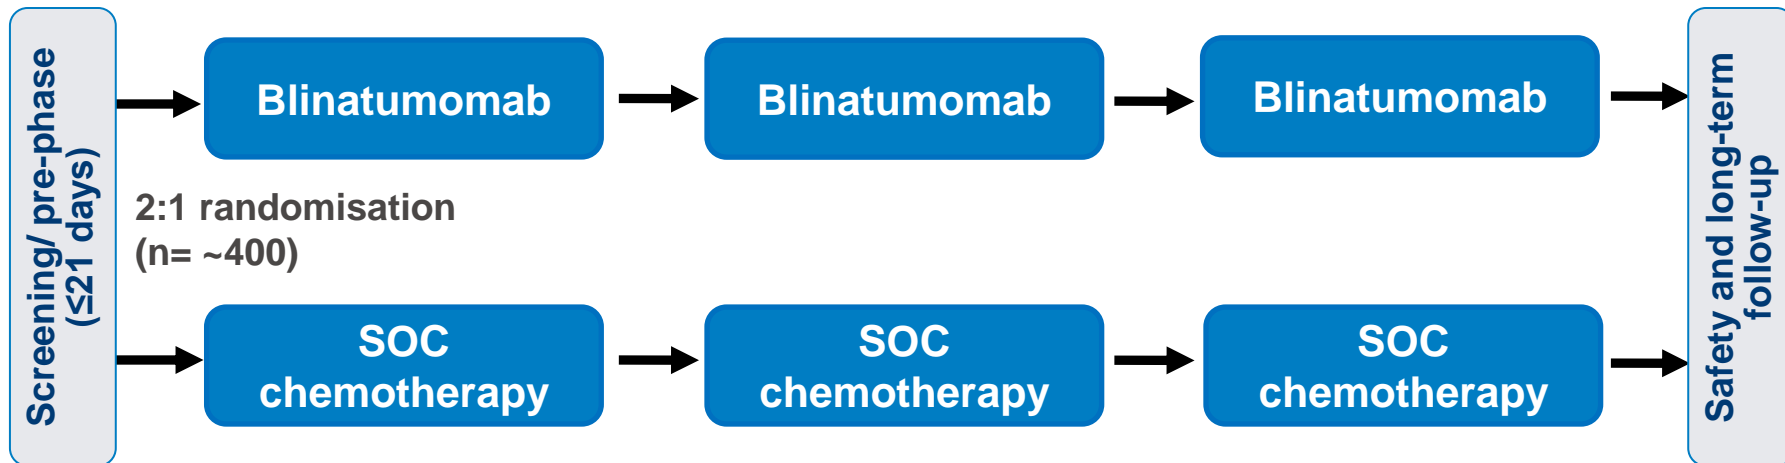 Screening/ pre-phase
(≤21 days)
Blinatumomab
Blinatumomab
Blinatumomab
2:1 randomisation
(n= ~400)
SOC
chemotherapy
SOC
chemotherapy
SOC
chemotherapy
Safety and long-term
follow-up